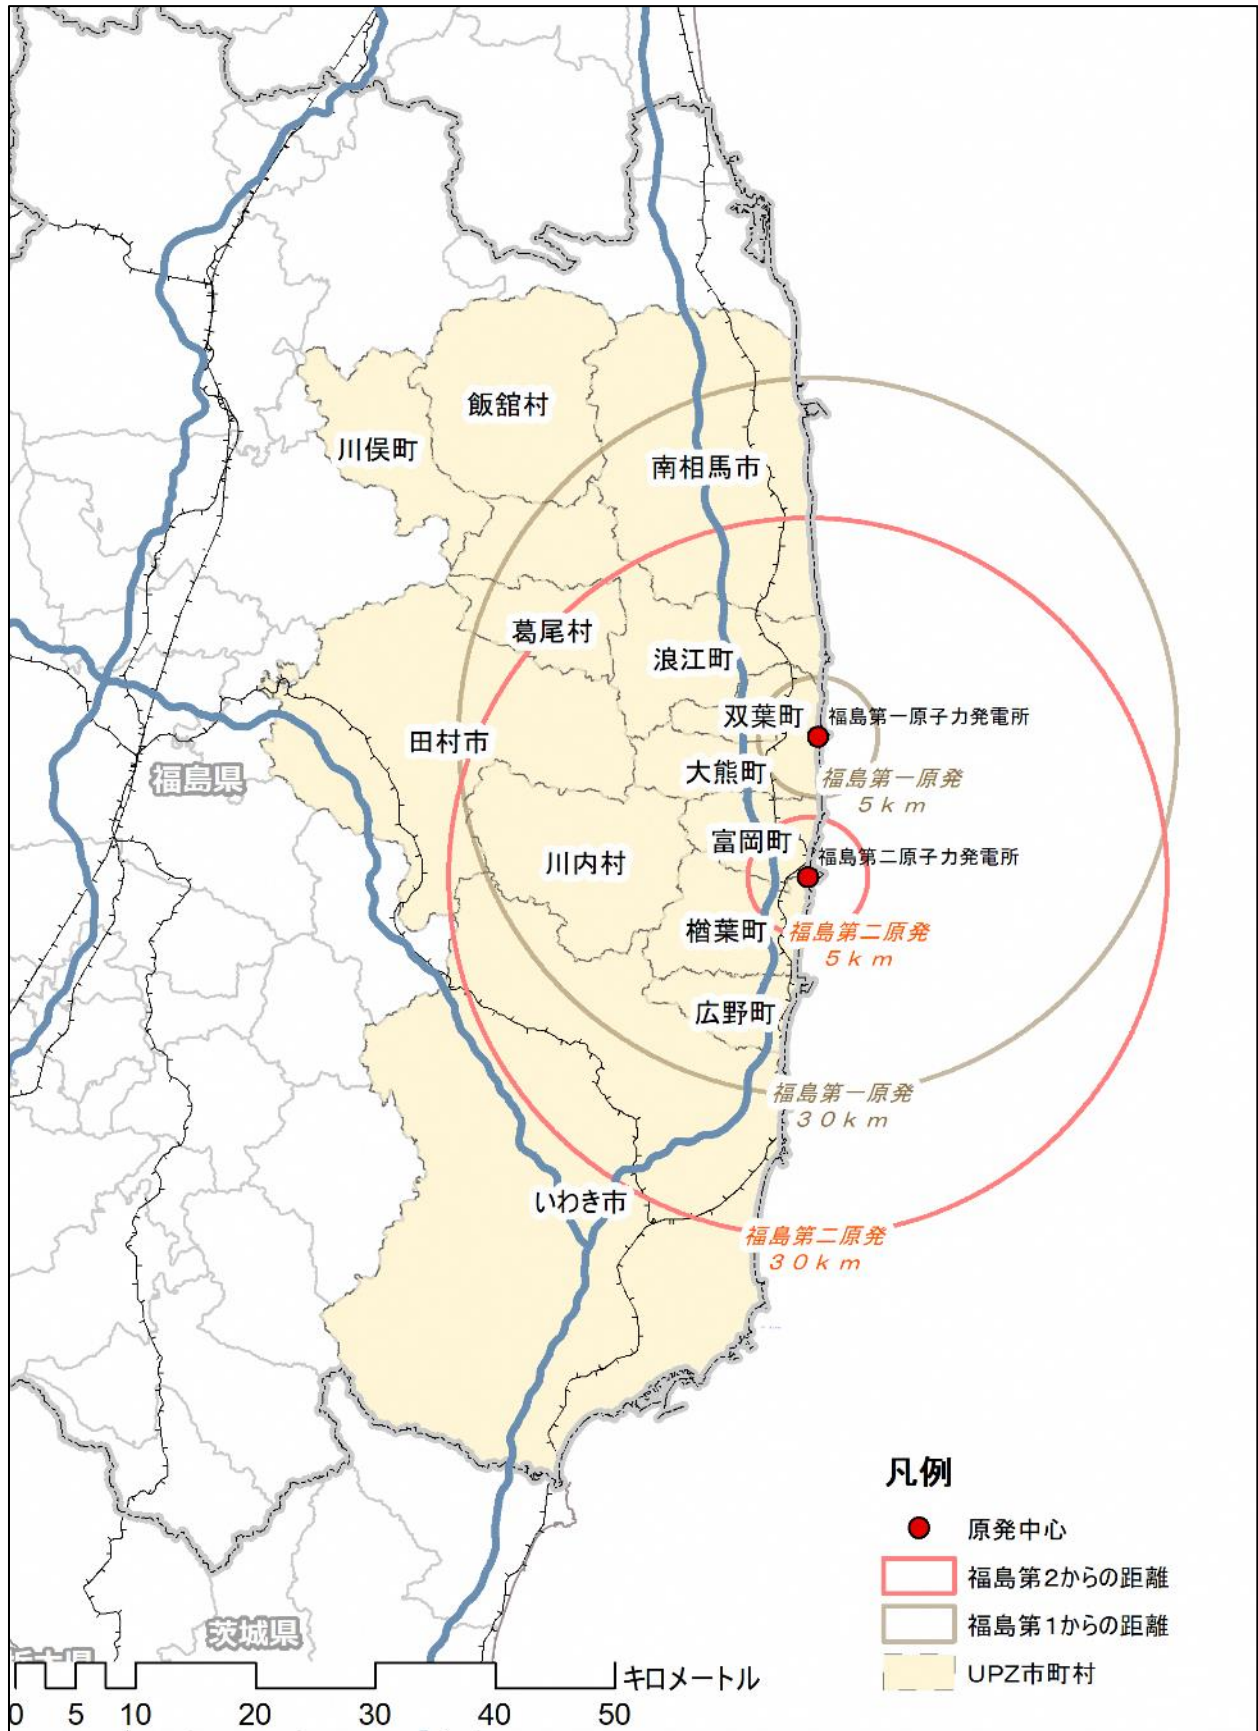 飯舘村
川俣町
南相馬市
葛尾村
浪江町
双葉町
福島第一原子力発電所
田村市
大熊町
福島第一原発
5km
福島県
富岡町
福島第二原子力発電所
川内村
楢葉町
福島第二原発
5km
広野町
福島第一原発
30km
いわき市
福島第二原発
30km
凡例
原発中心
福島第2からの距離
福島第1からの距離
UPZ市町村
茨城県
キロメートル
0 5 10 20 30 40 50